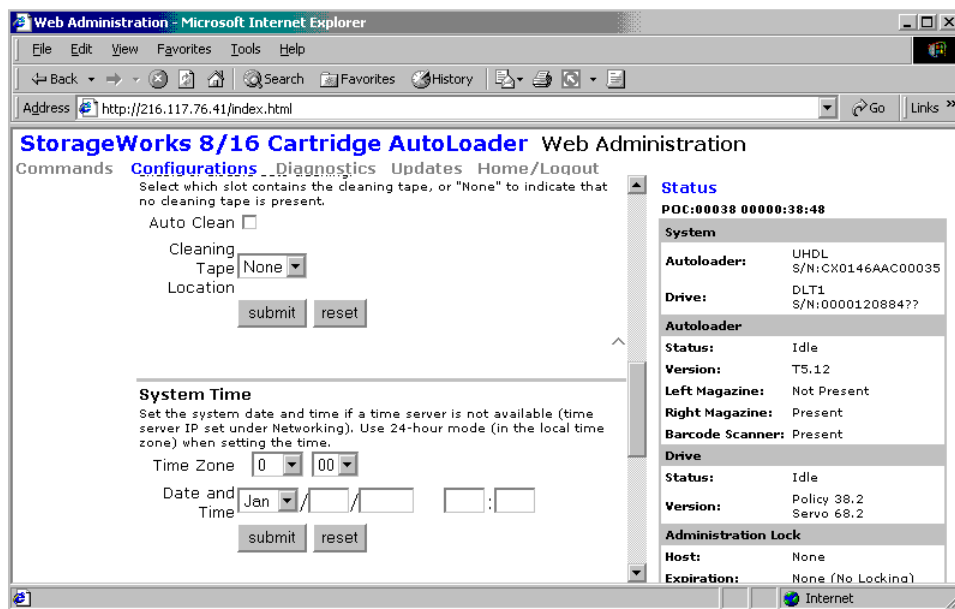 Web Administration - Microsoft Internet Explorer
File Edit View Favorites Tools Help
Back Search Favorites History
Address http://216.117.76.41/index.html Go Links »
StorageWorks 8/16 Cartridge AutoLoader Web Administration
Commands Configurations Diagnostics Updates Home/Logout
Select which slot contains the cleaning tape, or "None" to indicate that
no cleaning tape is present.
Auto Clean
Cleaning
Tape None
Location
submit reset
System Time
Set the system date and time if a time server is not available (time
server IP set under Networking). Use 24-hour mode (in the local time
zone) when setting the time.
Time Zone 0 00
Date and
Time Jan / / :
submit reset
Status
POC:00038 00000:38:48
System
Autoloader: UHDL
S/N:CX0146AAC00035
Drive: DLT1
S/N:0000120884??
Autoloader
Status: Idle
Version: T5.12
Left Magazine: Not Present
Right Magazine: Present
Barcode Scanner: Present
Drive
Status: Idle
Version: Policy 38.2
Servo 68.2
Administration Lock
Host: None
Expiration: None (No Locking)
Internet